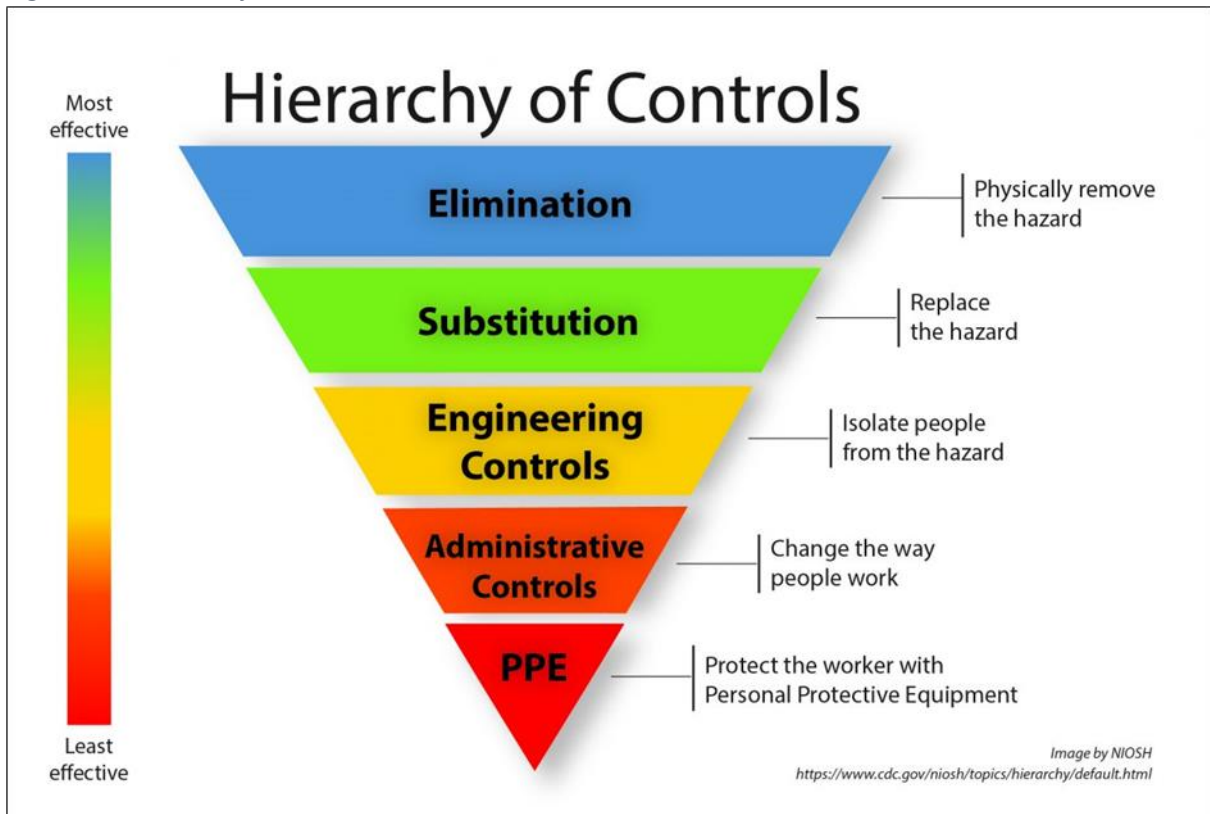 Hierarchy of Controls
Most
effective
Elimination
Physically remove
the hazard
Substitution
Replace
the hazard
Engineering
Controls
Isolate people
from the hazard
Administrative
Controls
Change the way
people work
PPE
Protect the worker with
Personal Protective Equipment
Least
effective
Image by NIOSH
https://www.cdc.gov/niosh/topics/hierarchy/default.html